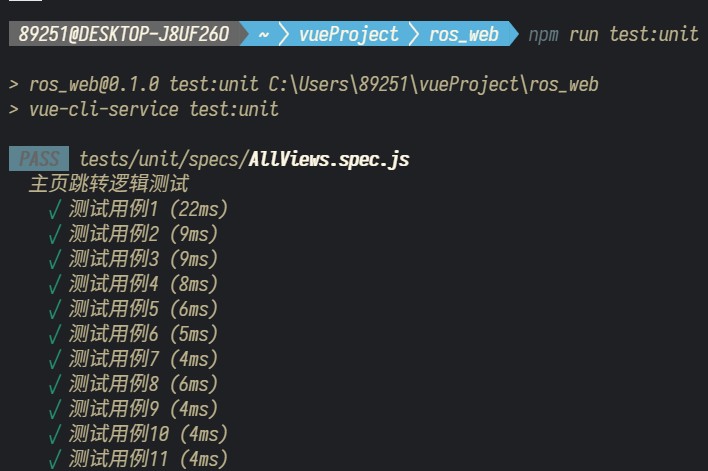 89251@DESKTOP-J8UF26O ~ vueProject ros_web npm run test:unit
> ros_web@0.1.0 test:unit C:\Users\89251\vueProject\ros_web
> vue-cli-service test:unit
PASS tests/unit/specs/AllViews.spec.js
主页跳转逻辑测试
√ 测试用例1 (22ms)
√ 测试用例2 (9ms)
√ 测试用例3 (9ms)
√ 测试用例4 (8ms)
√ 测试用例5 (6ms)
√ 测试用例6 (5ms)
√ 测试用例7 (4ms)
√ 测试用例8 (6ms)
√ 测试用例9 (4ms)
√ 测试用例10 (4ms)
√ 测试用例11 (4ms)